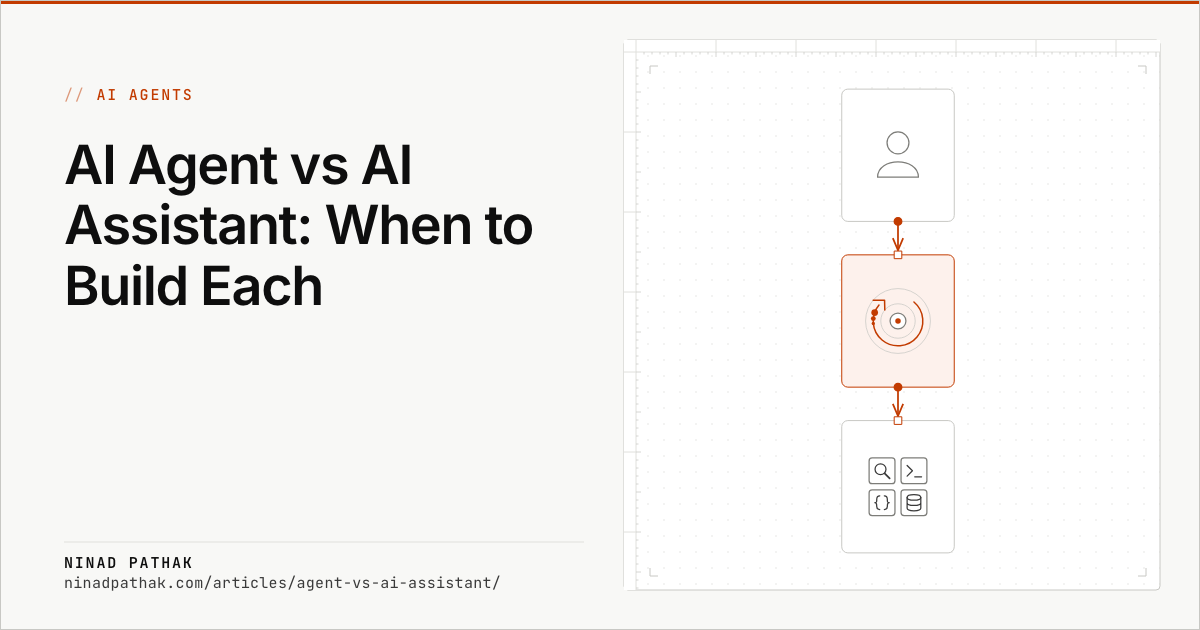 // AI AGENTS
AI Agent vs AI
Assistant: When to
Build Each
NINAD PATHAK
ninadpathak.com/articles/agent-vs-ai-assistant/